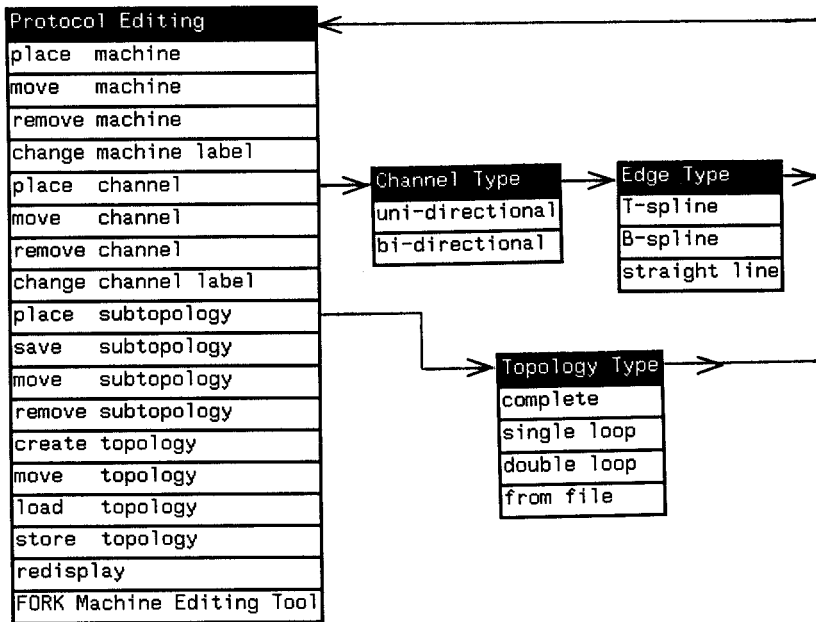 Protocol Editing
place machine
move machine
remove machine
change machine label
place channel
move channel
remove channel
change channel label
place subtopology
save subtopology
move subtopology
remove subtopology
create topology
move topology
load topology
store topology
redisplay
FORK Machine Editing Tool
Channel Type
uni-directional
bi-directional
Edge Type
T-spline
B-spline
straight line
Topology Type
complete
single loop
double loop
from file